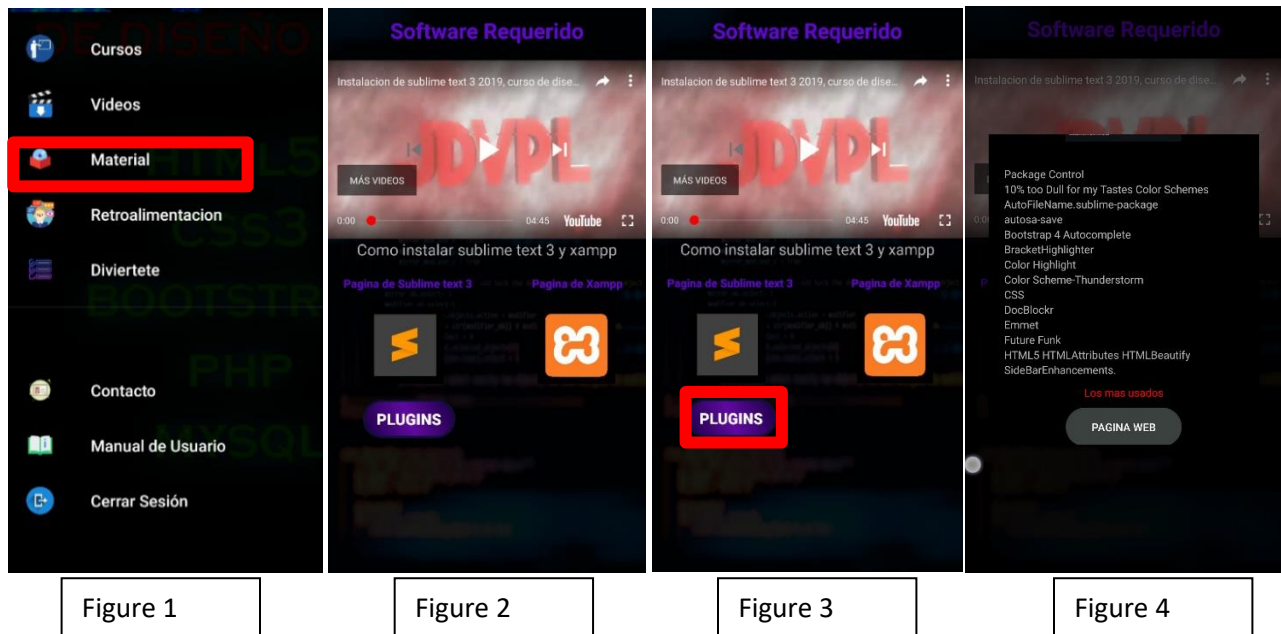 DE DISEÑO
Cursos
Videos
Material
HTML5
Retroalimentacion
CSS3
Diviertete
BOOTSTR
PHP
Contacto
Manual de Usuario
MYSQL
Cerrar Sesión
Figure 1
Software Requerido
Instalacion de sublime text 3 2019, curso de dise...
JDVPL
MÁS VIDEOS
0:00
04:45 YouTube
Como instalar sublime text 3 y xampp
Pagina de Sublime text 3
Pagina de Xampp
PLUGINS
Figure 2
Software Requerido
Instalacion de sublime text 3 2019, curso de dise...
JDVPL
MÁS VIDEOS
0:00
04:45 YouTube
Como instalar sublime text 3 y xampp
Pagina de Sublime text 3
Pagina de Xampp
PLUGINS
Figure 3
Software Requerido
Instalacion de sublime text 3 2019, curso de dise...
Package Control
10% too Dull for my Tastes Color Schemes
AutoFileName.sublime-package
autosa-save
Bootstrap 4 Autocomplete
BracketHighlighter
Color Highlight
Color Scheme-Thunderstorm
CSS
DocBlockr
Emmet
Future Funk
HTML5 HTMLAttributes HTMLBeautify
SideBarEnhancements.
Los mas usados
PAGINA WEB
Figure 4